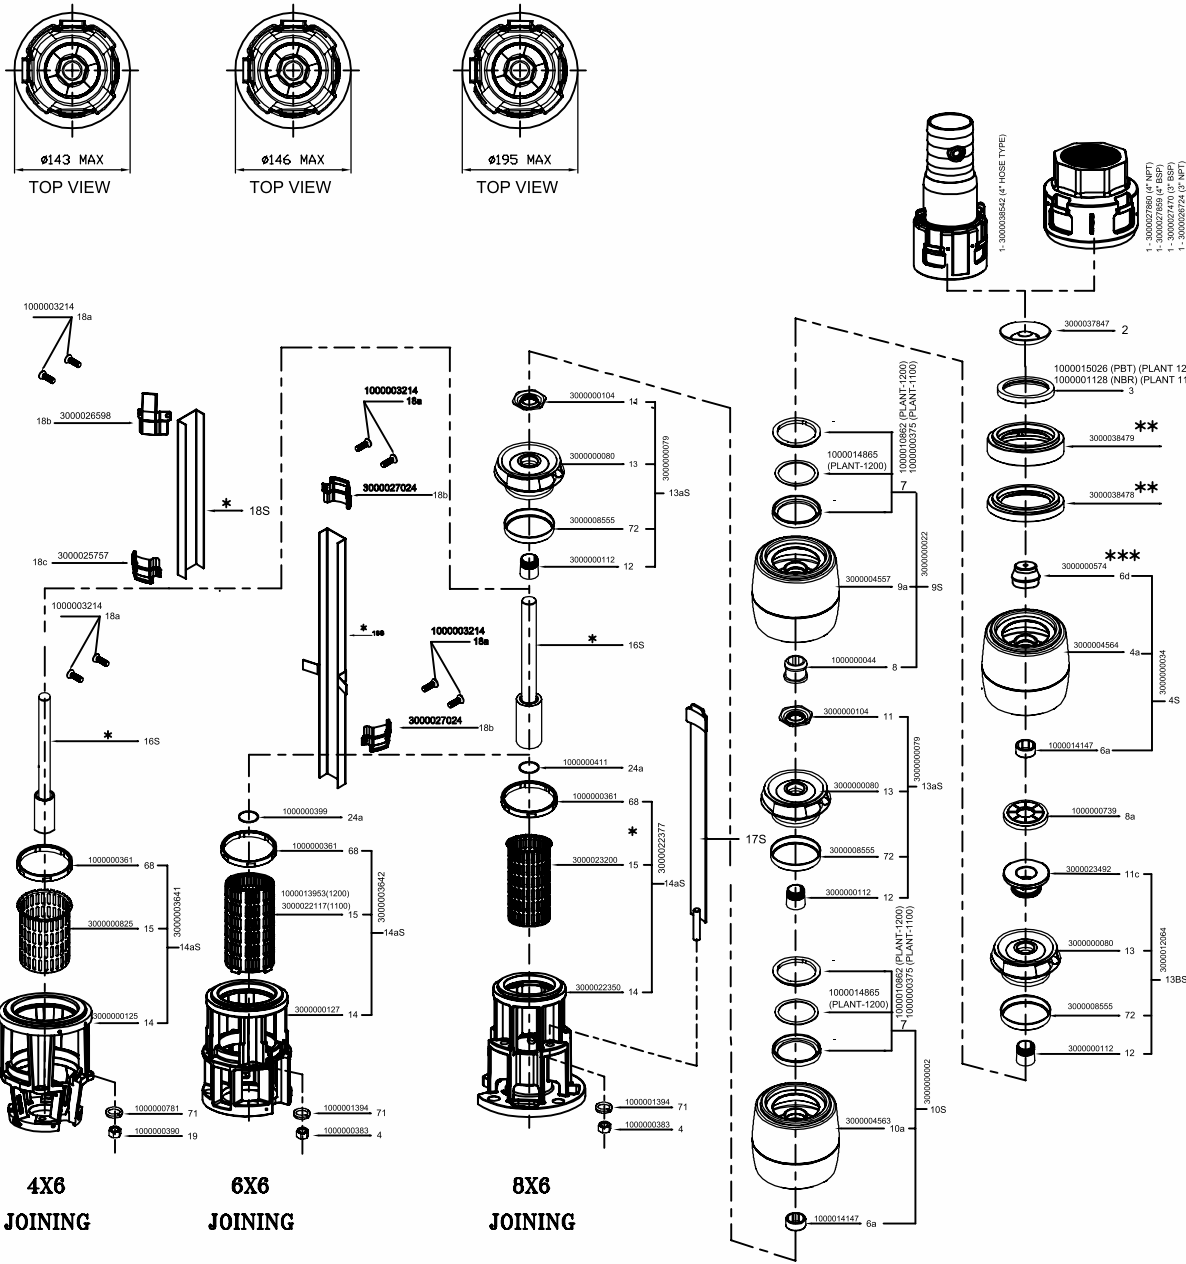 ø143 MAX
TOP VIEW
ø146 MAX
TOP VIEW
ø195 MAX
TOP VIEW
1- 3000038542 (4" HOSE TYPE)
1 - 3000027860 (4" NPT)
1- 3000027859 (4" BSP)
1 - 3000027470 (3" BSP)
1 - 3000026724 (3" NPT)
3000037847 2
1000015026 (PBT) (PLANT 12
1000001128 (NBR) (PLANT 11
3
**
3000038479
**
3000038478
***
3000000574 6d
3000004564 4a
3000000034
4S
1000014147 6a
1000000739 8a
3000023492 11c
3000000080 13
3000012064
13BS
3000008555 72
3000000112 12
1000003214
18a
18b 3000026598
* 18S
18c 3000025757
1000003214
18a
* 16S
1000000361 68
3000000825 15
3000003641
14aS
3000000125 14
1000000781 71
1000000390 19
4X6
JOINING
1000003214
18a
3000027024 18b
* 18S
1000003214
18a
3000027024 18b
1000000399 24a
1000000361 68
1000013953(1200)
3000022117(1100) 15
3000003642
14aS
3000000127 14
1000001394 71
1000000383 4
6X6
JOINING
3000000104 14
3000000080 13
3000000079
13aS
3000008555 72
3000000112 12
* 16S
1000000411 24a
1000000361 68
*
3000023200 15
3000022377
14aS
3000022350 14
17S
1000001394 71
1000000383 4
8X6
JOINING
-
1000014865
(PLANT-1200)
-
1000010862 (PLANT-1200)
1000000375 (PLANT-1100)
7
3000000022
3000004557 9a 9S
1000000044 8
3000000104 11
3000000080 13
3000000079
13aS
3000008555 72
3000000112 12
-
1000014865
(PLANT-1200)
-
1000010862 (PLANT-1200)
1000000375 (PLANT-1100)
7
3000000002
10S
3000004563 10a
1000014147 6a